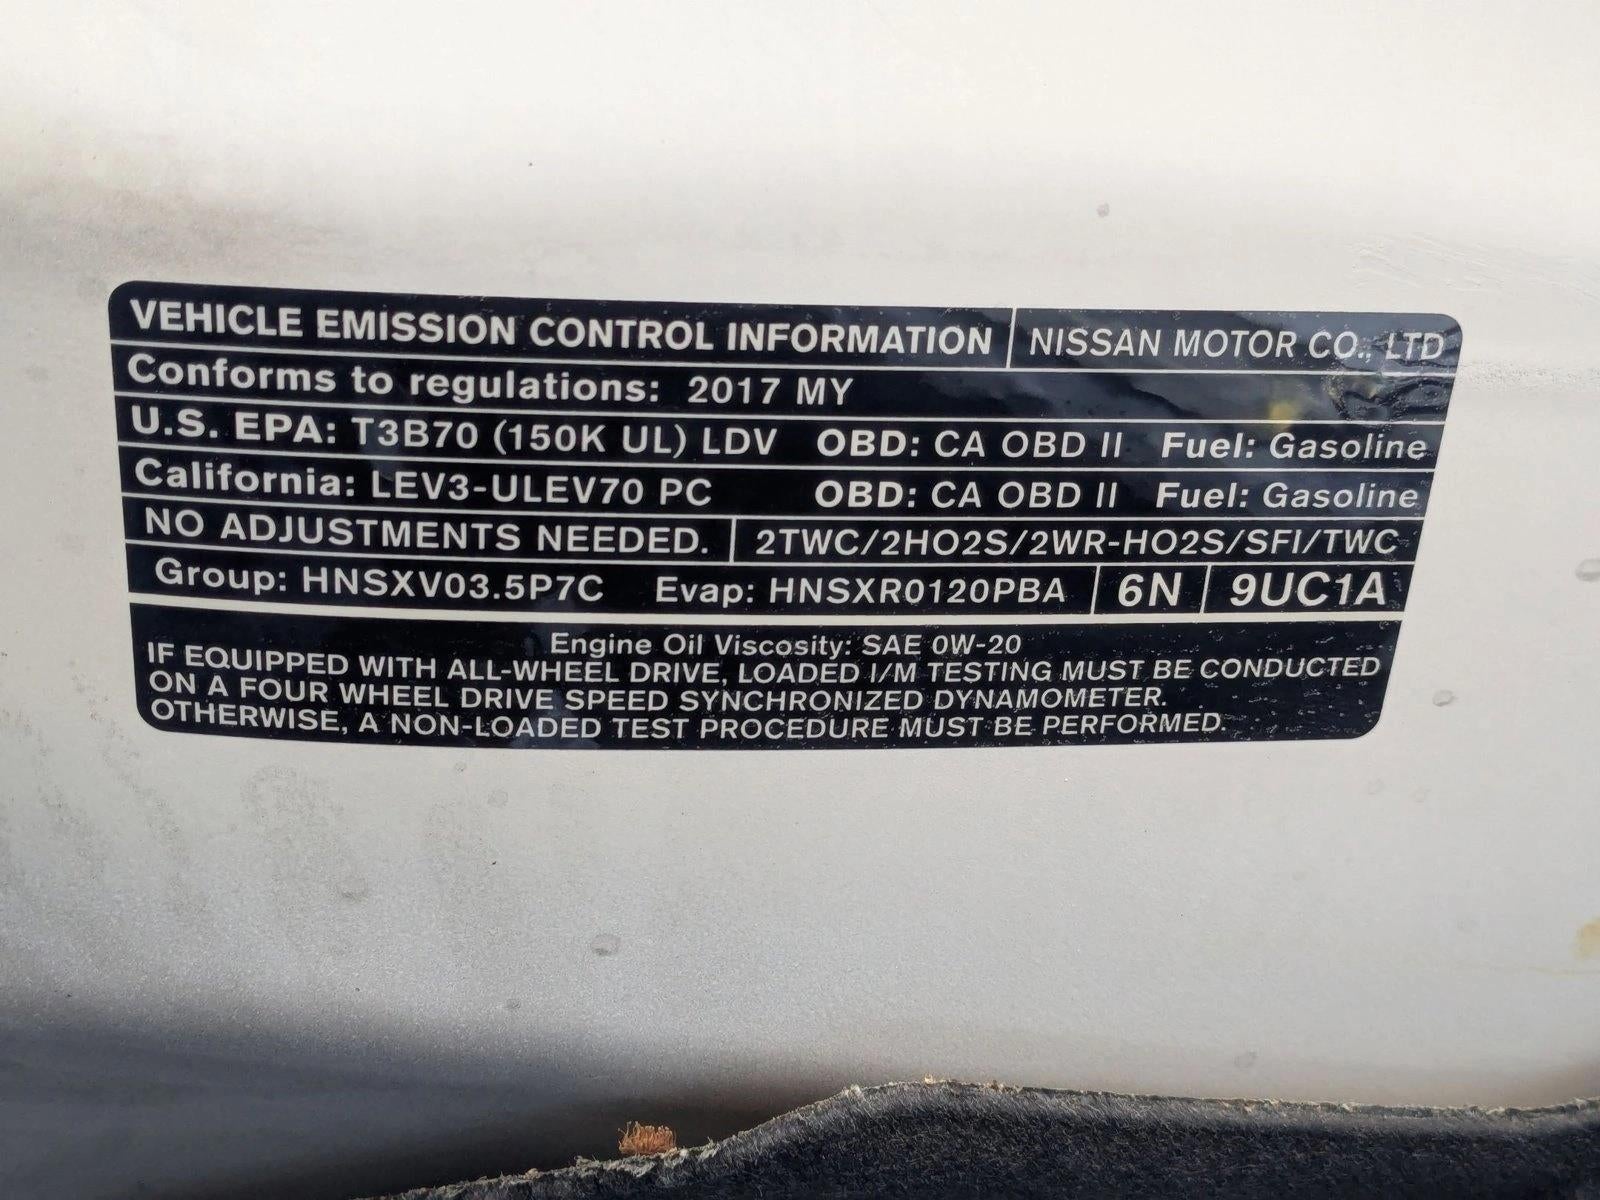 VEHICLE EMISSION CONTROL INFORMATION NISSAN MOTOR CO., LTD
Conforms to regulations: 2017 MY
U.S. EPA: T3B70 (150K UL) LDV OBD: CA OBD II Fuel: Gasoline
California: LEV3-ULEV70 PC OBD: CA OBD II Fuel: Gasoline
NO ADJUSTMENTS NEEDED. 2TWC/2HO2S/2WR-HO2S/SFI/TWC
Group: HNSXV03.5P7C Evap: HNSXR0120PBA 6N 9UC1A
Engine Oil Viscosity: SAE 0W-20
IF EQUIPPED WITH ALL-WHEEL DRIVE, LOADED I/M TESTING MUST BE CONDUCTED
ON A FOUR WHEEL DRIVE SPEED SYNCHRONIZED DYNAMOMETER.
OTHERWISE, A NON-LOADED TEST PROCEDURE MUST BE PERFORMED.